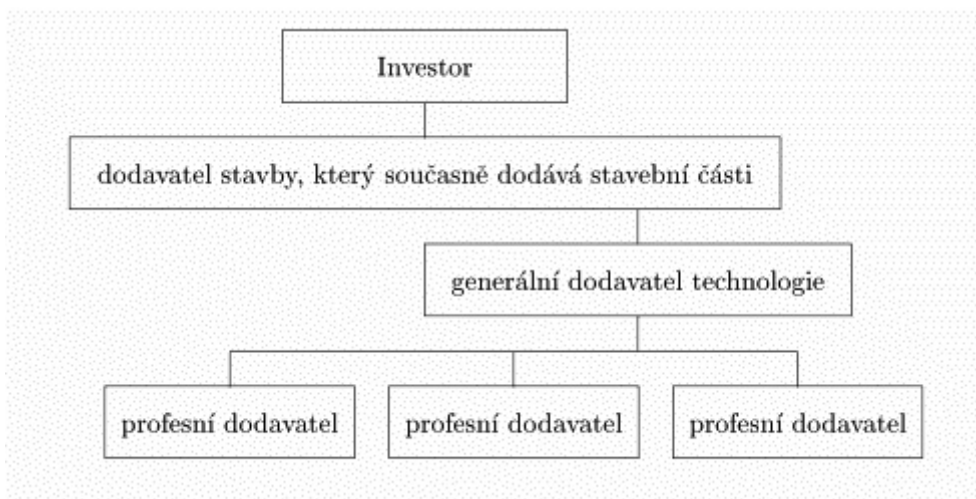 Investor
dodavatel stavby, který současně dodává stavební části
generální dodavatel technologie
profesní dodavatel
profesní dodavatel
profesní dodavatel